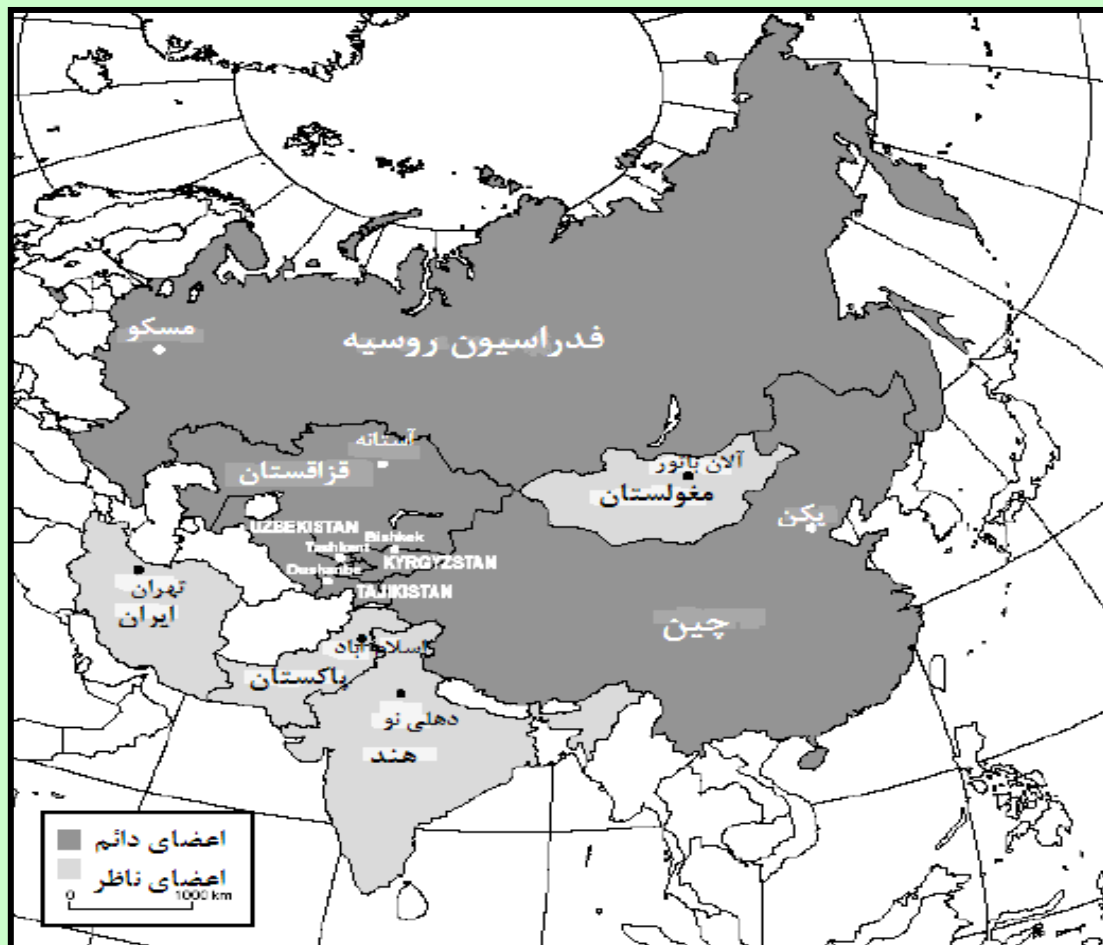 فدراسیون روسیه
مسکو
آستانه
قزاقستان
آلان باتور
مغولستان
پکن
UZBEKISTAN
Tashkent
Bishkek
KYRGYZSTAN
Dushanbe
TAJIKISTAN
تهران
ایران
چین
اسلام آباد
پاکستان
دهلی نو
هند
اعضای دائم
اعضای ناظر
0 1000 km